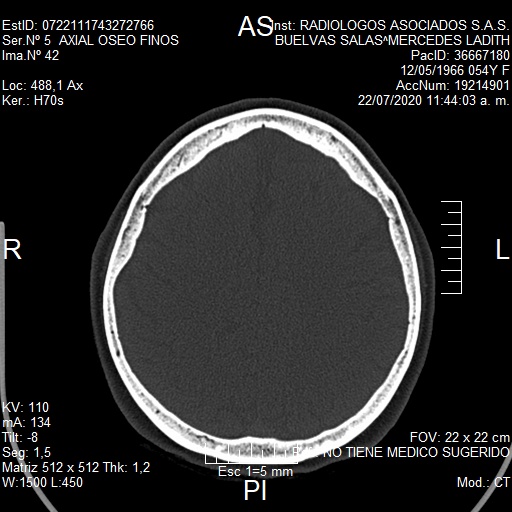 EstID: 0722111743272766
Ser.Nº 5 AXIAL OSEO FINOS
Ima.Nº 42
Loc: 488,1 Ax
Ker.: H70s
AS
Inst: RADIOLOGOS ASOCIADOS S.A.S.
BUELVAS SALAS^MERCEDES LADITH
PacID: 36667180
12/05/1966 054Y F
AccNum: 19214901
22/07/2020 11:44:03 a. m.
R
L
KV: 110
mA: 134
Tilt: -8
Seg: 1,5
Matriz 512 x 512 Thk: 1,2
W:1500 L:450
Esc 1=5 mm
PI
FOV: 22 x 22 cm
NO TIENE MEDICO SUGERIDO
Mod.: CT